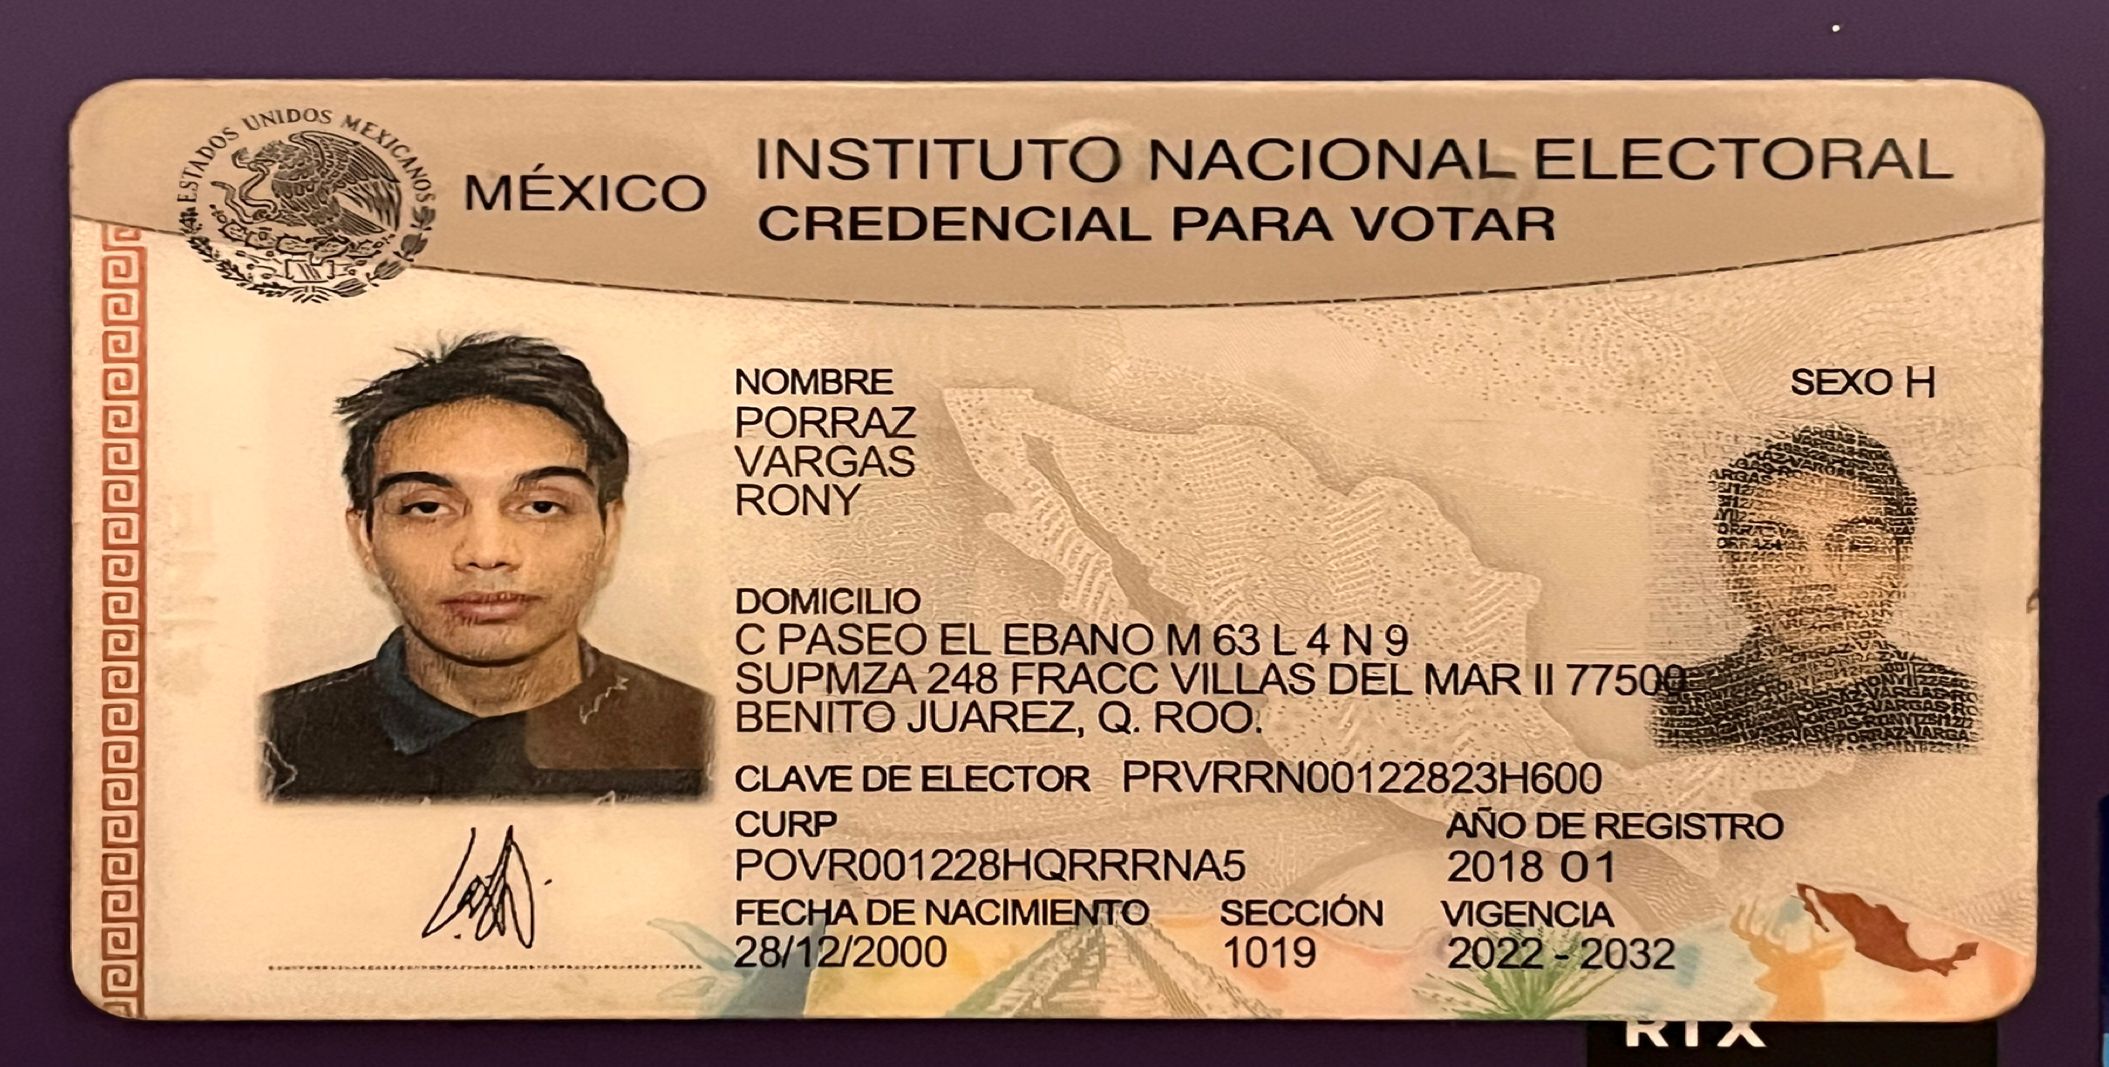 ESTADOS UNIDOS MEXICANOS
MÉXICO
INSTITUTO NACIONAL ELECTORAL
CREDENCIAL PARA VOTAR
NOMBRE
PORRAZ
VARGAS
RONY
SEXO H
DOMICILIO
C PASEO EL EBANO M 63 L 4 N 9
SUPMZA 248 FRACC VILLAS DEL MAR II 77500
BENITO JUAREZ, Q. ROO.
CLAVE DE ELECTOR PRVRRN00122823H600
CURP
POVR001228HQRRRNA5
AÑO DE REGISTRO
2018 01
FECHA DE NACIMIENTO
28/12/2000
SECCIÓN
1019
VIGENCIA
2022 - 2032
RTX